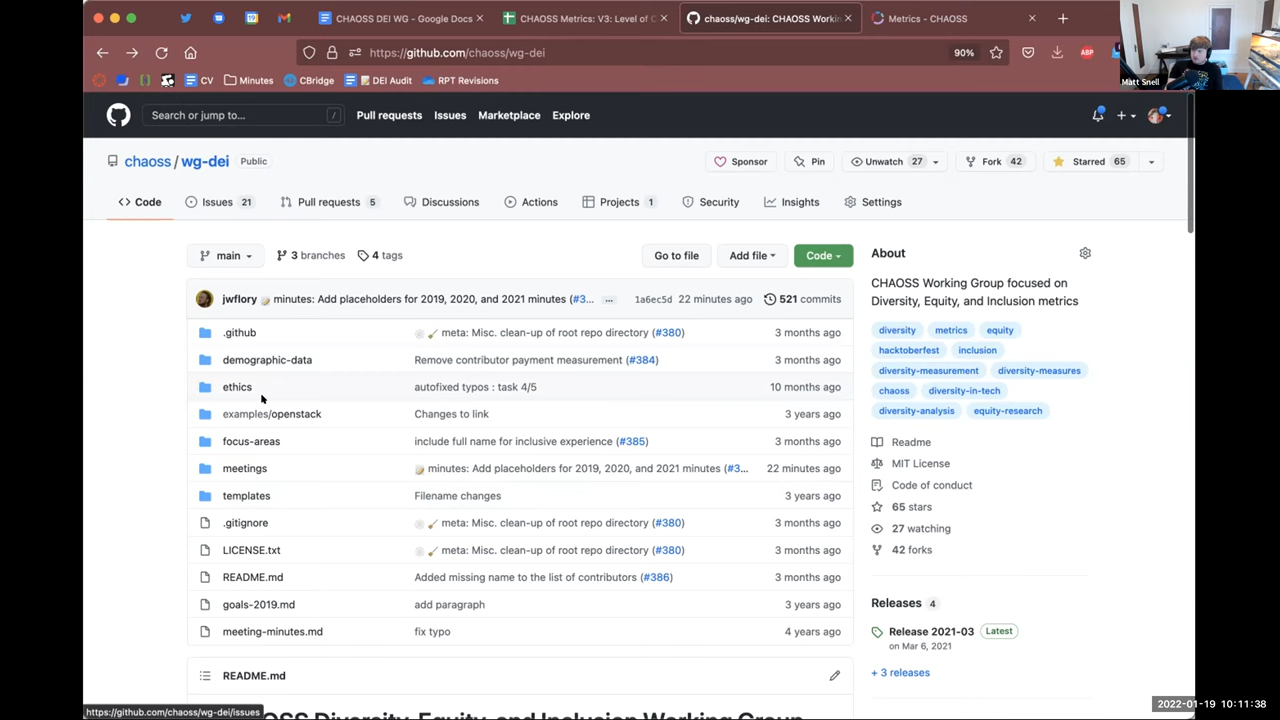 CHAOSS DEI WG - Google Docs
CHAOSS Metrics: V3: Level of C
chaoss/wg-dei: CHAOSS Workin
Metrics - CHAOSS
https://github.com/chaoss/wg-dei
90%
ABP
CV
Minutes
CBridge
DEI Audit
RPT Revisions
Matt Snell
Search or jump to...
/
Pull requests
Issues
Marketplace
Explore
chaoss / wg-dei
Public
Sponsor
Pin
Unwatch 27
Fork 42
Starred 65
Code
Issues 21
Pull requests 5
Discussions
Actions
Projects 1
Security
Insights
Settings
main
3 branches
4 tags
Go to file
Add file
Code
jwflory minutes: Add placeholders for 2019, 2020, and 2021 minutes (#3... ... 1a6ec5d 22 minutes ago 521 commits
.github meta: Misc. clean-up of root repo directory (#380) 3 months ago
demographic-data Remove contributor payment measurement (#384) 3 months ago
ethics autofixed typos : task 4/5 10 months ago
examples/openstack Changes to link 3 years ago
focus-areas include full name for inclusive experience (#385) 3 months ago
meetings minutes: Add placeholders for 2019, 2020, and 2021 minutes (#3... 22 minutes ago
templates Filename changes 3 years ago
.gitignore meta: Misc. clean-up of root repo directory (#380) 3 months ago
LICENSE.txt meta: Misc. clean-up of root repo directory (#380) 3 months ago
README.md Added missing name to the list of contributors (#386) 3 months ago
goals-2019.md add paragraph 3 years ago
meeting-minutes.md fix typo 4 years ago
README.md
OSS Diversity, Equity, and Inclusion Working Group
About
CHAOSS Working Group focused on
Diversity, Equity, and Inclusion metrics
diversity metrics equity
hacktoberfest inclusion
diversity-measurement diversity-measures
chaoss diversity-in-tech
diversity-analysis equity-research
Readme
MIT License
Code of conduct
65 stars
27 watching
42 forks
Releases 4
Release 2021-03 Latest
on Mar 6, 2021
+ 3 releases
https://github.com/chaoss/wg-dei/issues
2022-01-19 10:11:38